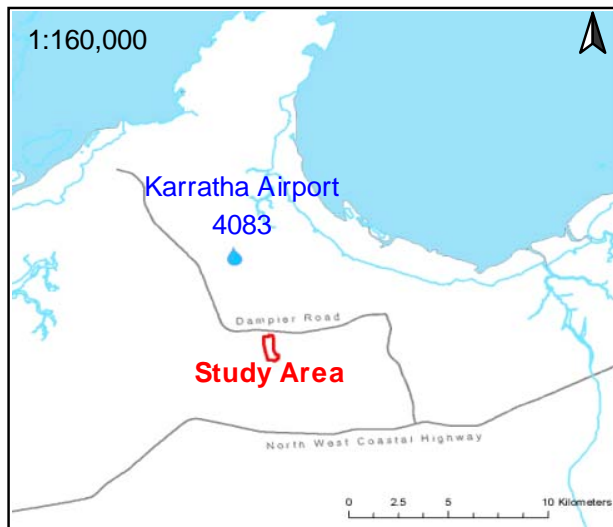 1:160,000
Karratha Airport
4083
Dampier Road
Study Area
North West Coastal Highway
0 2.5 5 10 Kilometers